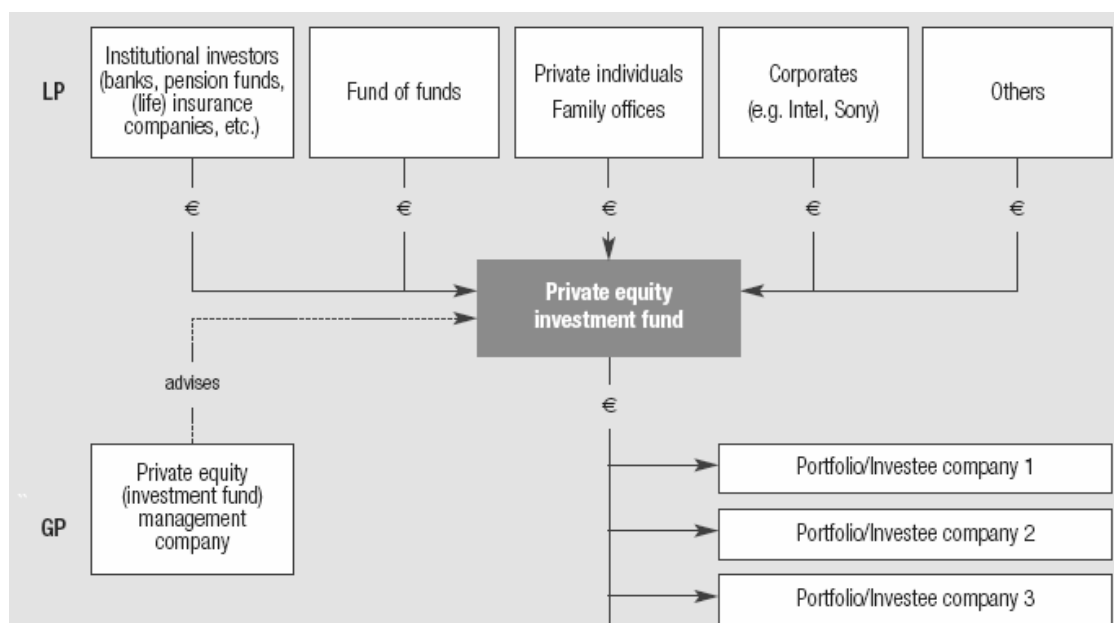 LP
Institutional investors
(banks, pension funds,
(life) insurance
companies, etc.)
Fund of funds
Private individuals
Family offices
Corporates
(e.g. Intel, Sony)
Others
€
€
€
€
€
Private equity
investment fund
advises
€
GP
Private equity
(investment fund)
management
company
Portfolio/Investee company 1
Portfolio/Investee company 2
Portfolio/Investee company 3